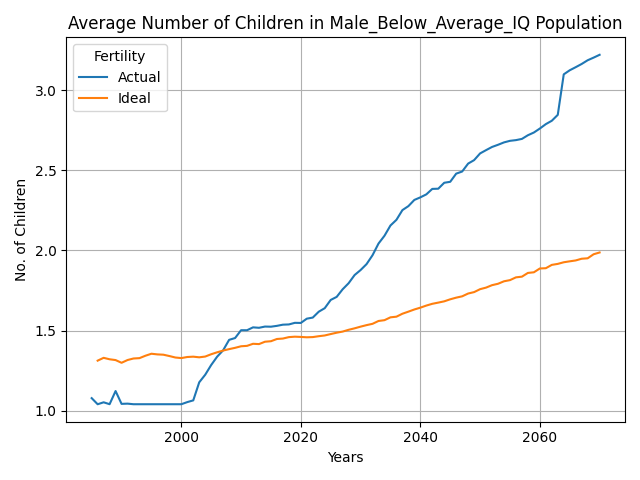 Average Number of Children in Male_Below_Average_IQ Population
Fertility
Actual
Ideal
No. of Children
3.0
2.5
2.0
1.5
1.0
2000 2020 2040 2060
Years